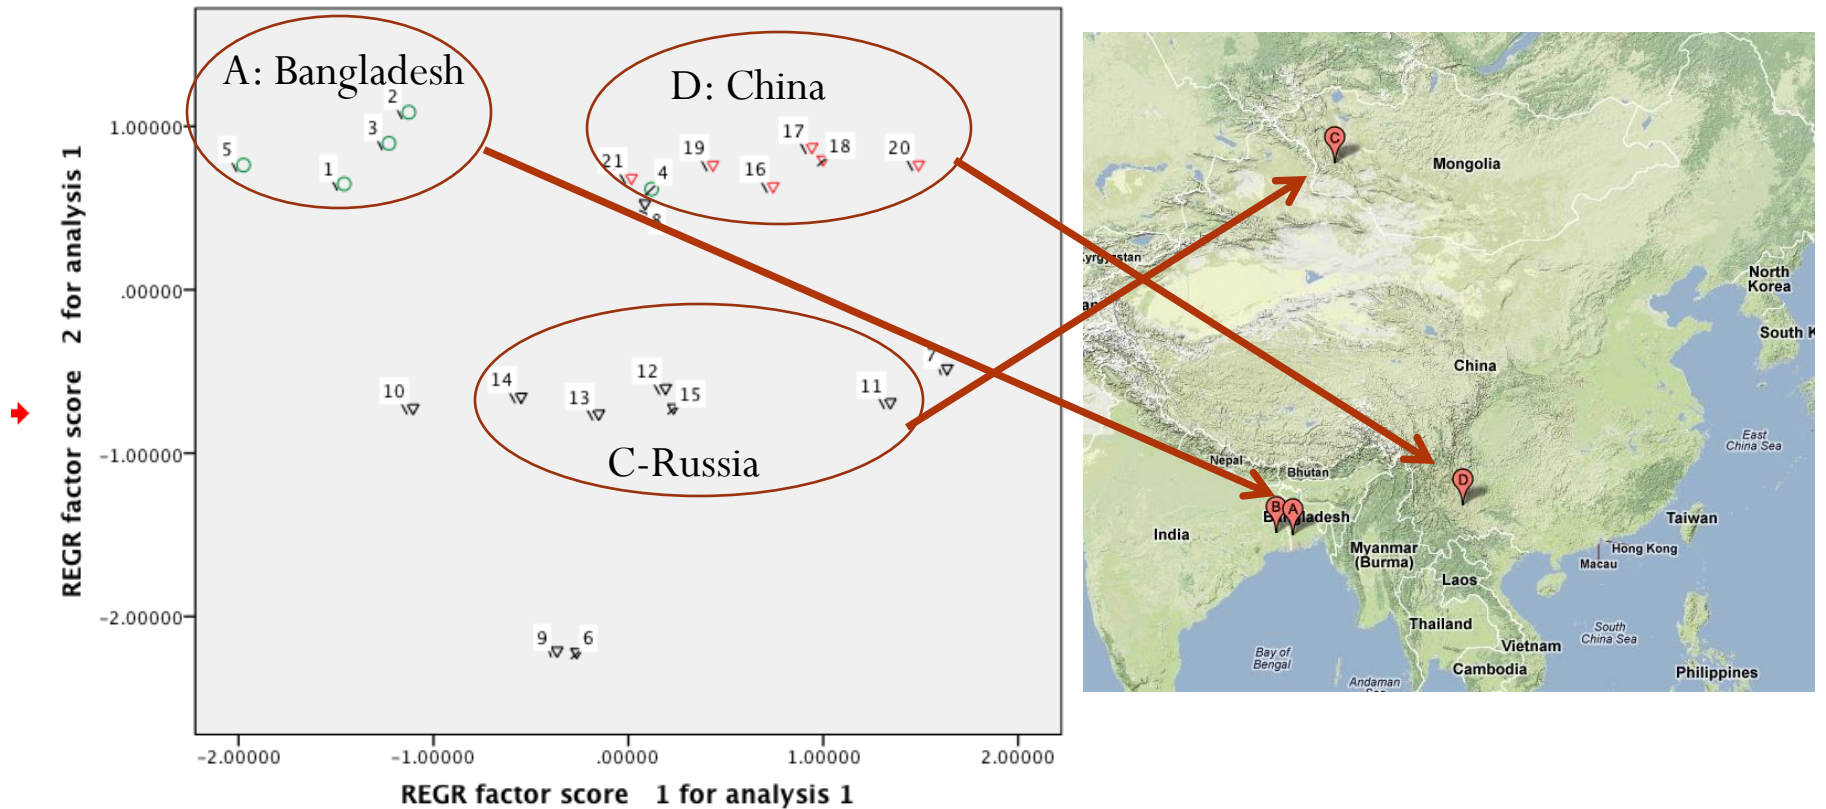 A: Bangladesh
D: China
C-Russia
2
3
5
1
17
18
19
20
21
4
16
8
7
12
14
10
11
13
15
9
6
1.00000
.00000
-1.00000
-2.00000
REGR factor score 2 for analysis 1
-2.00000
-1.00000
.00000
1.00000
2.00000
REGR factor score 1 for analysis 1
C
Mongolia
North
Korea
South K
China
East
China Sea
Nepal
Bhutan
D
B
A
India
Bangladesh
Taiwan
Hong Kong
Macau
Myanmar
(Burma)
Laos
Thailand
South
China Sea
Vietnam
Bay of
Bengal
Cambodia
Philippines
Andaman